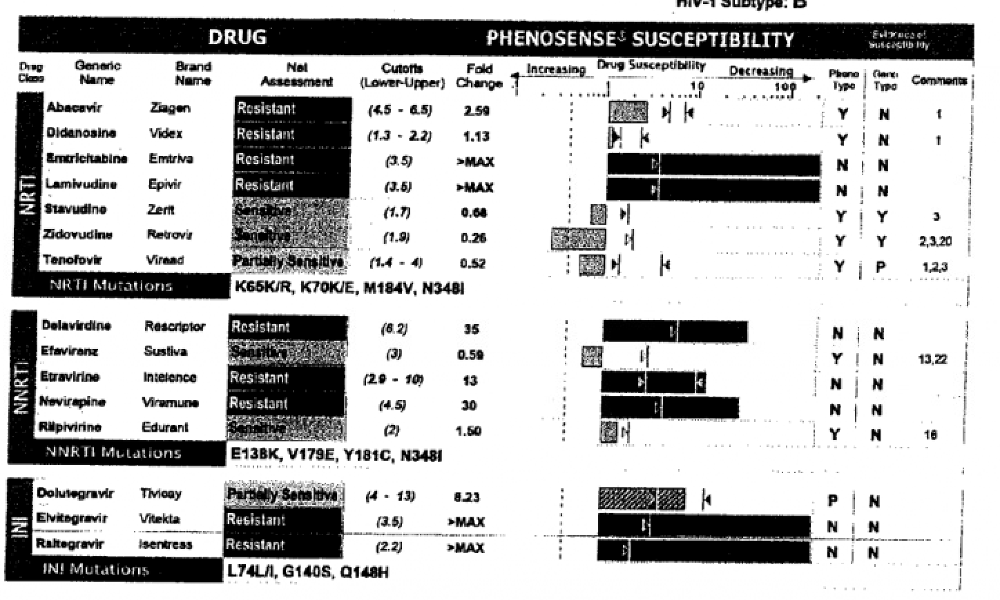 HIV-1 Subtype: B
DRUG PHENOSENSE SUSCEPTIBILITY Evidence of Susceptibility
Drug Class Generic Name Brand Name Net Assessment Cutoffs (Lower-Upper) Fold Change Increasing Drug Susceptibility Decreasing Pheno Type Geno Type Comments
1 10 100
NRTI
Abacavir Ziagen Resistant (4.5 - 6.5) 2.59 Y N 1
Didanosine Videx Resistant (1.3 - 2.2) 1.13 Y N 1
Emtricitabine Emtriva Resistant (3.5) >MAX N N
Lamivudine Epivir Resistant (3.5) >MAX N N
Stavudine Zerit Sensitive (1.7) 0.68 Y Y 3
Zidovudine Retrovir Sensitive (1.9) 0.26 Y Y 2,3,20
Tenofovir Viread Partially Sensitive (1.4 - 4) 0.52 Y P 1,2,3
NRTI Mutations K65K/R, K70K/E, M184V, N348I
NNRTI
Delavirdine Rescriptor Resistant (6.2) 35 N N
Efavirenz Sustiva Sensitive (3) 0.59 Y N 13,22
Etravirine Intelence Resistant (2.9 - 10) 13 N N
Nevirapine Viramune Resistant (4.5) 30 N N
Rilpivirine Edurant Sensitive (2) 1.50 Y N 16
NNRTI Mutations E138K, V179E, Y181C, N348I
INI
Dolutegravir Tivicay Partially Sensitive (4 - 13) 8.23 P N
Elvitegravir Vitekta Resistant (3.5) >MAX N N
Raltegravir Isentress Resistant (2.2) >MAX N N
INI Mutations L74L/I, G140S, Q148H